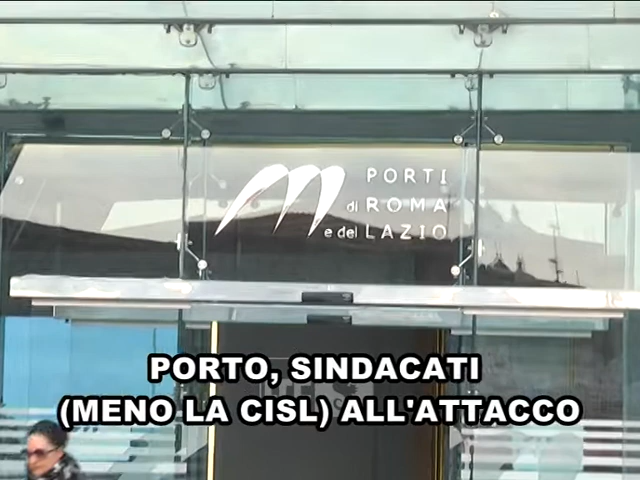 PORTI
di ROMA
e del LAZIO
PORTO, SINDACATI
(MENO LA CISL) ALL'ATTACCO